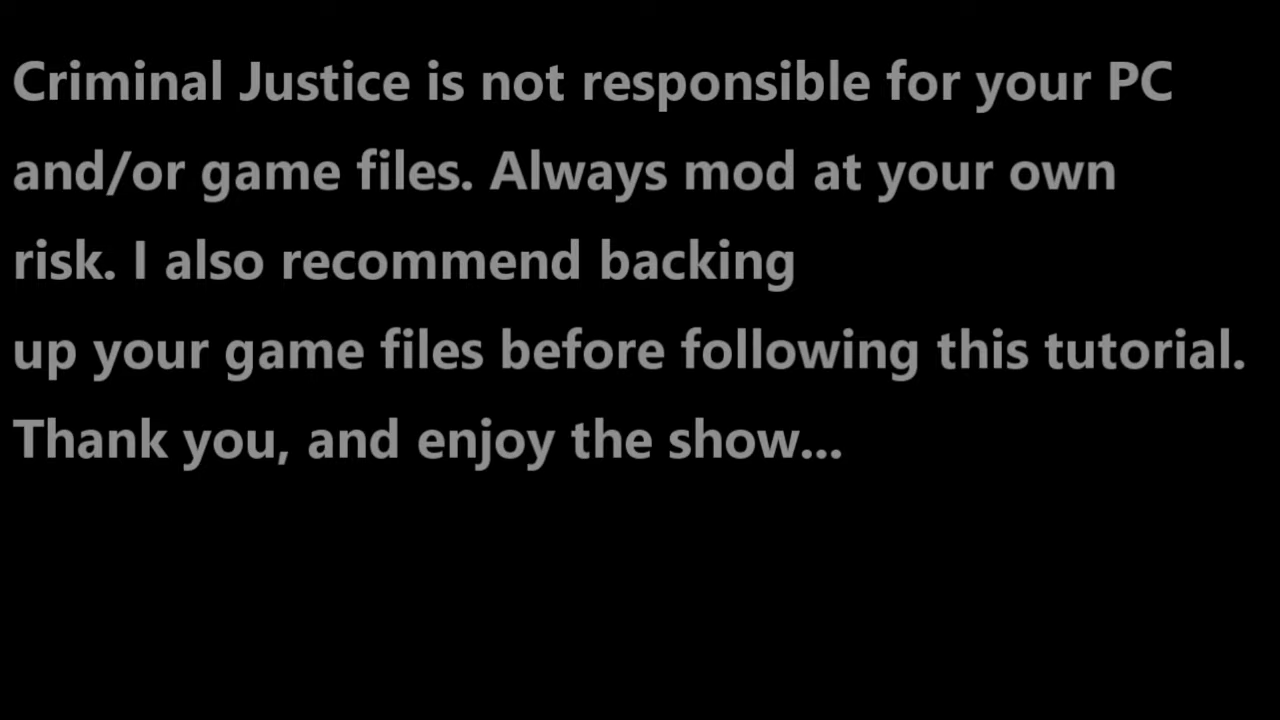 Criminal Justice is not responsible for your PC
and/or game files. Always mod at your own
risk. I also recommend backing
up your game files before following this tutorial.
Thank you, and enjoy the show...